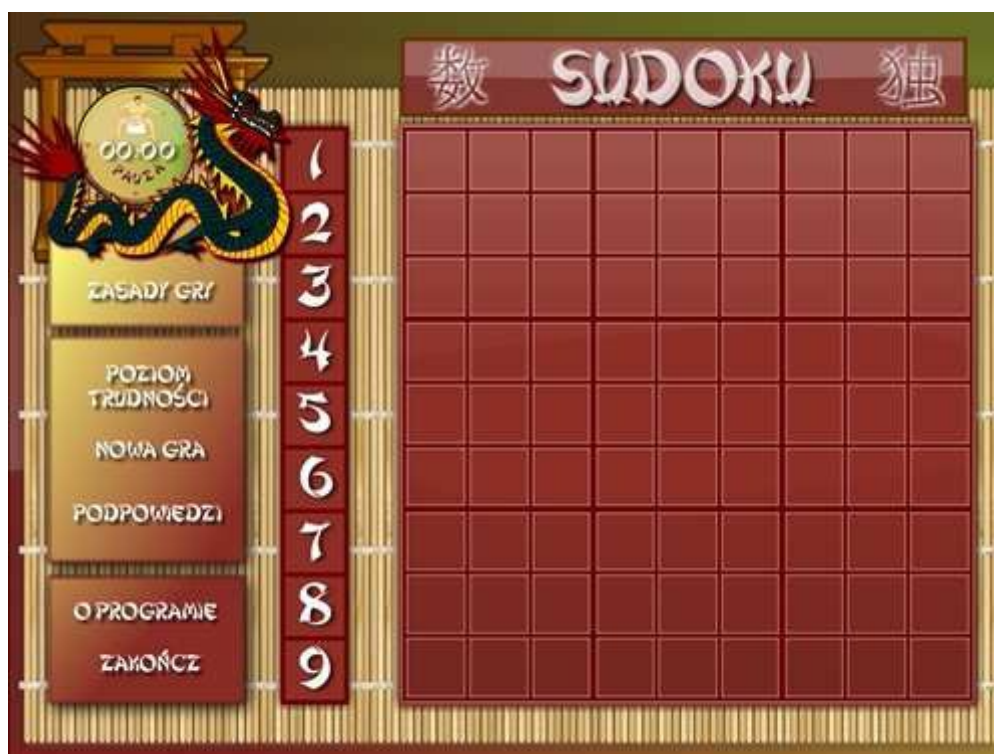 数 SUDOKU 独
00:00
PAUZA
ZASADY GRY
POZIOM
TRUDNOŚCI
NOWA GRA
PODPOWIEDZI
O PROGRAMIE
ZAKOŃCZ
1
2
3
4
5
6
7
8
9